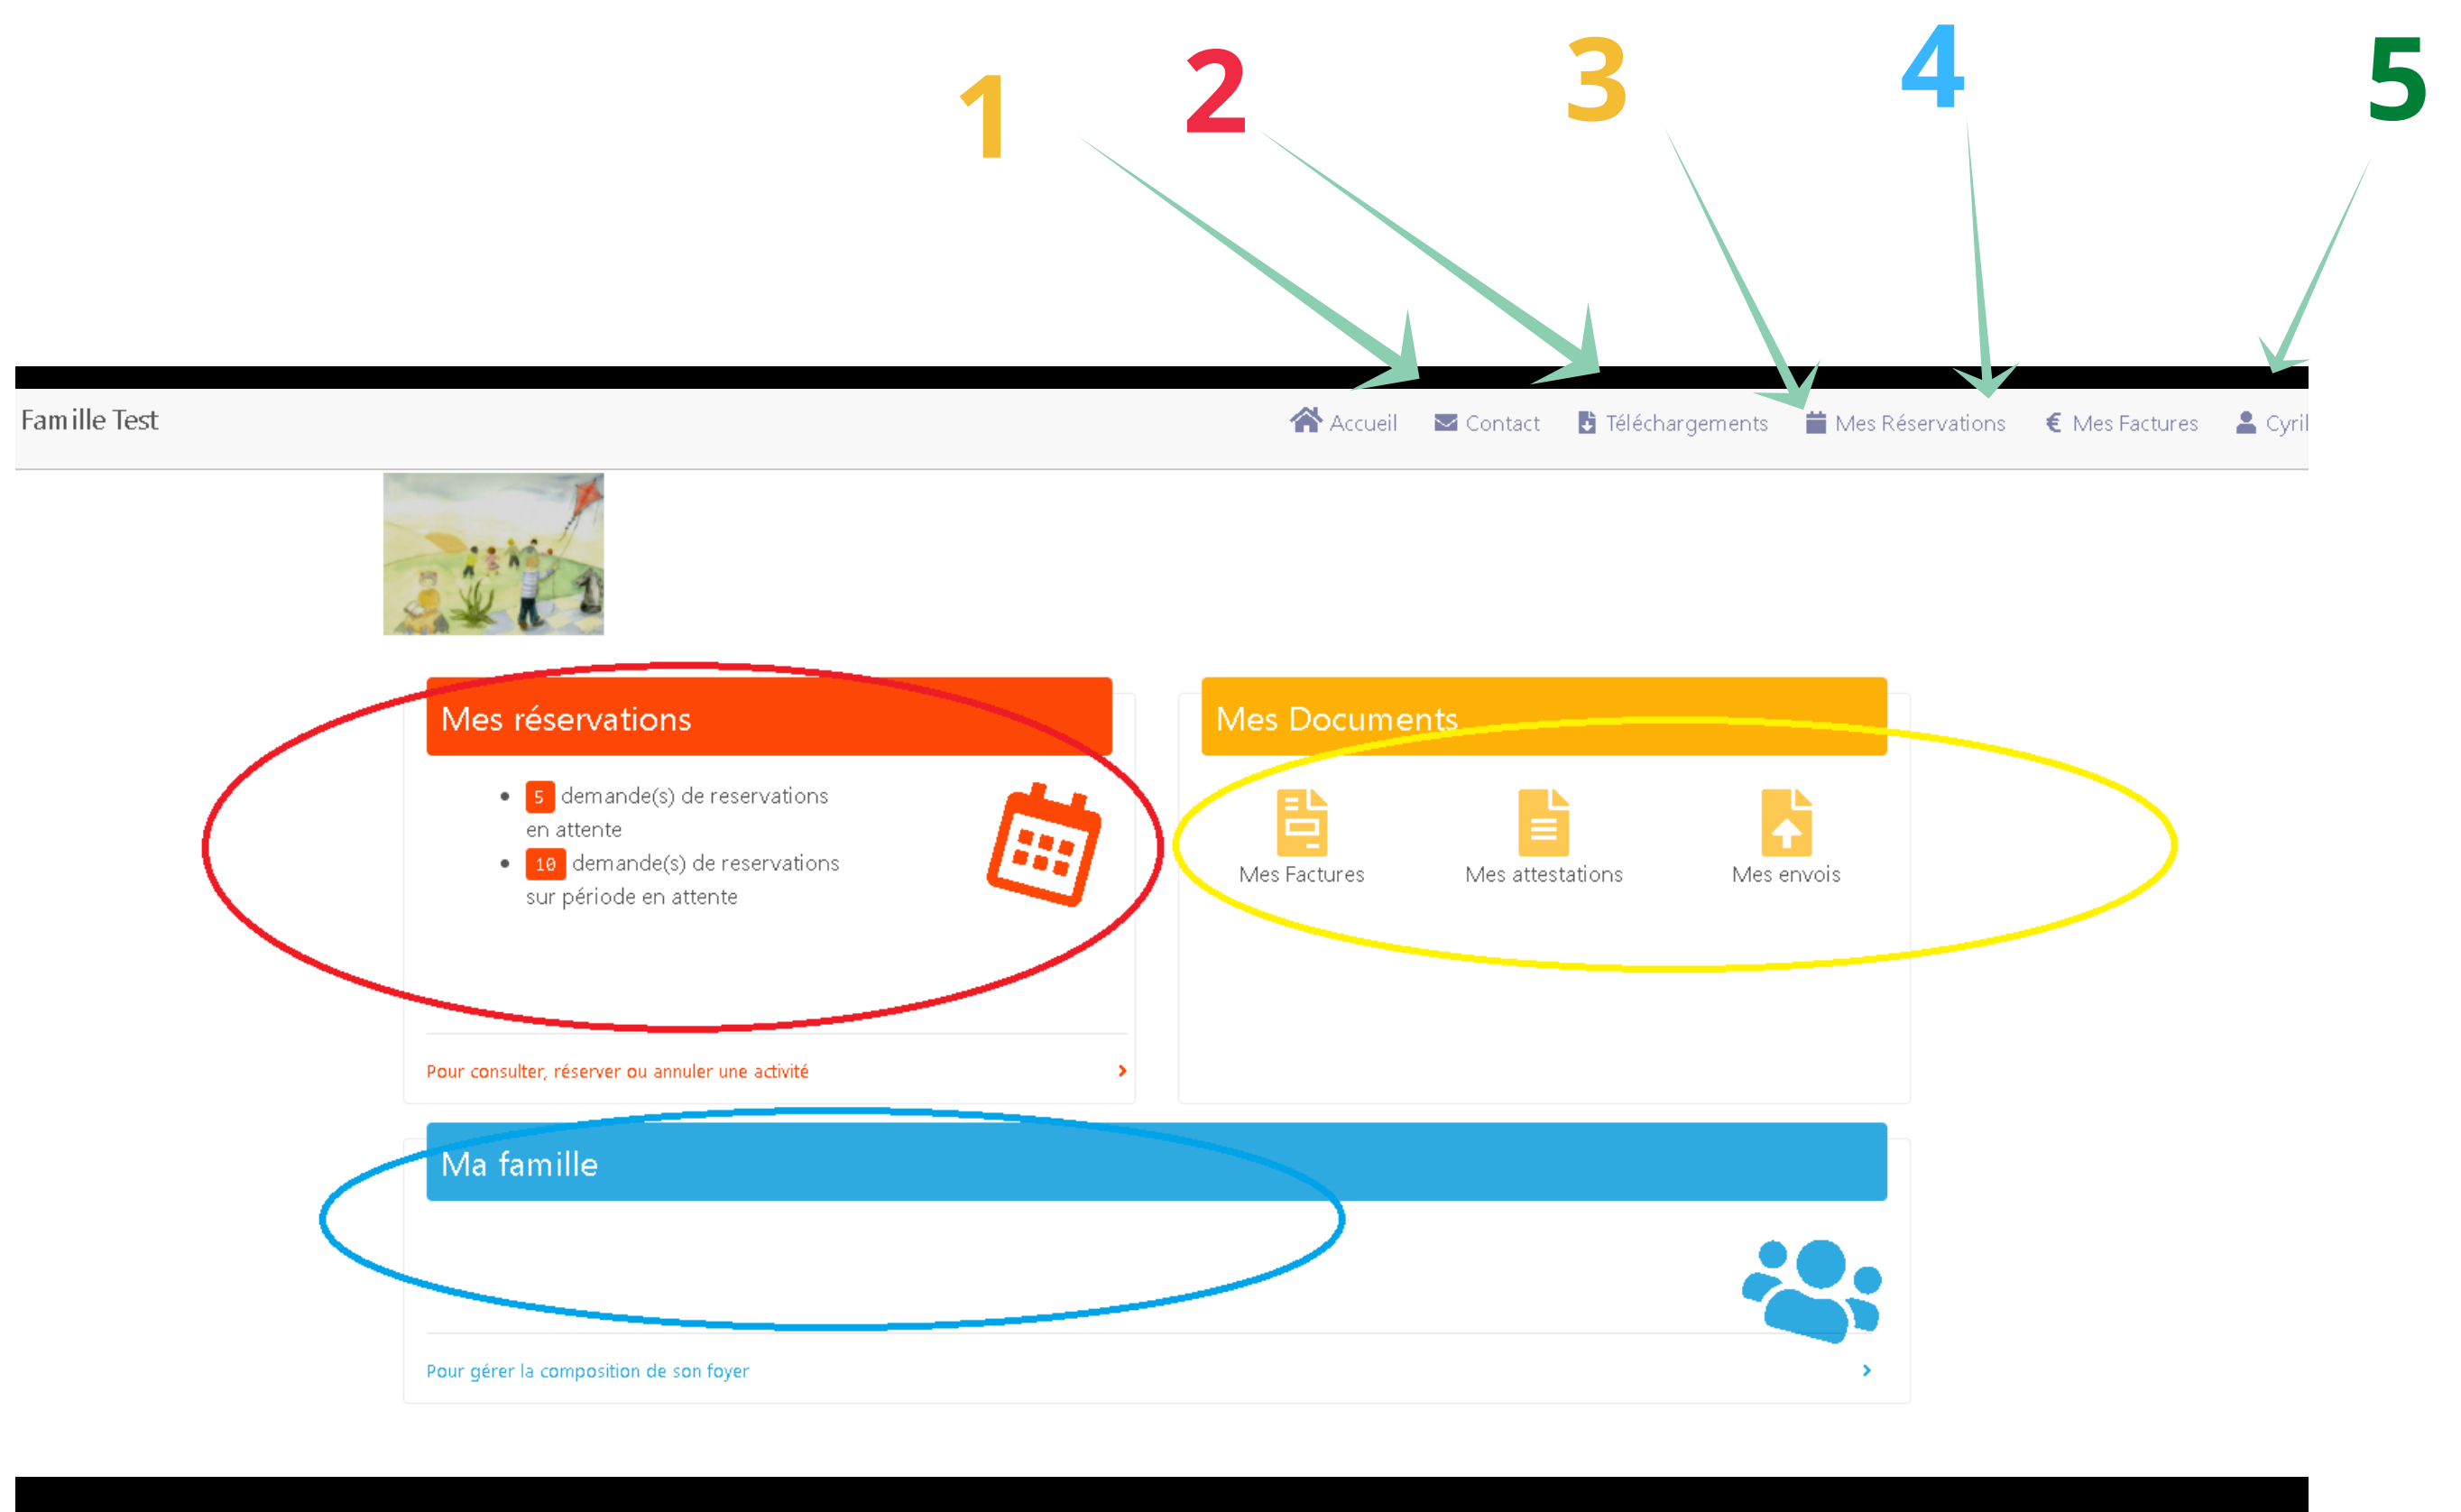 1 2 3 4 5
Famille Test
Accueil Contact Téléchargements Mes Réservations € Mes Factures Cyril
Mes réservations
5 demande(s) de reservations
en attente
10 demande(s) de reservations
sur période en attente
Pour consulter, réserver ou annuler une activité
Mes Documents
Mes Factures Mes attestations Mes envois
Ma famille
Pour gérer la composition de son foyer